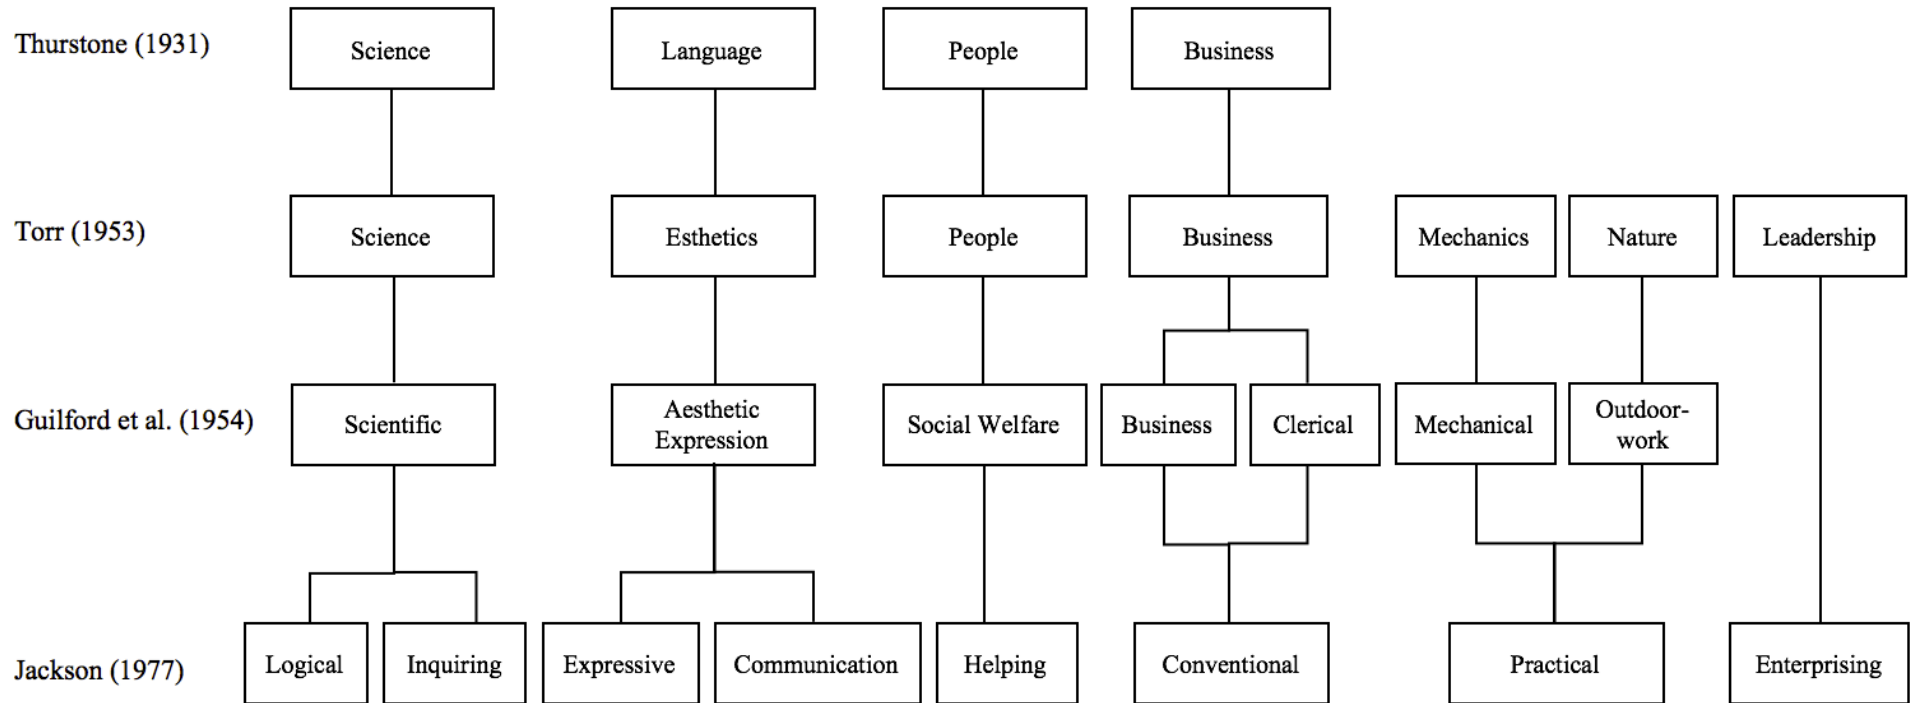 Thurstone (1931)
Science
Language
People
Business
Torr (1953)
Science
Esthetics
People
Business
Mechanics
Nature
Leadership
Guilford et al. (1954)
Scientific
Aesthetic
Expression
Social Welfare
Business
Clerical
Mechanical
Outdoor-
work
Jackson (1977)
Logical
Inquiring
Expressive
Communication
Helping
Conventional
Practical
Enterprising